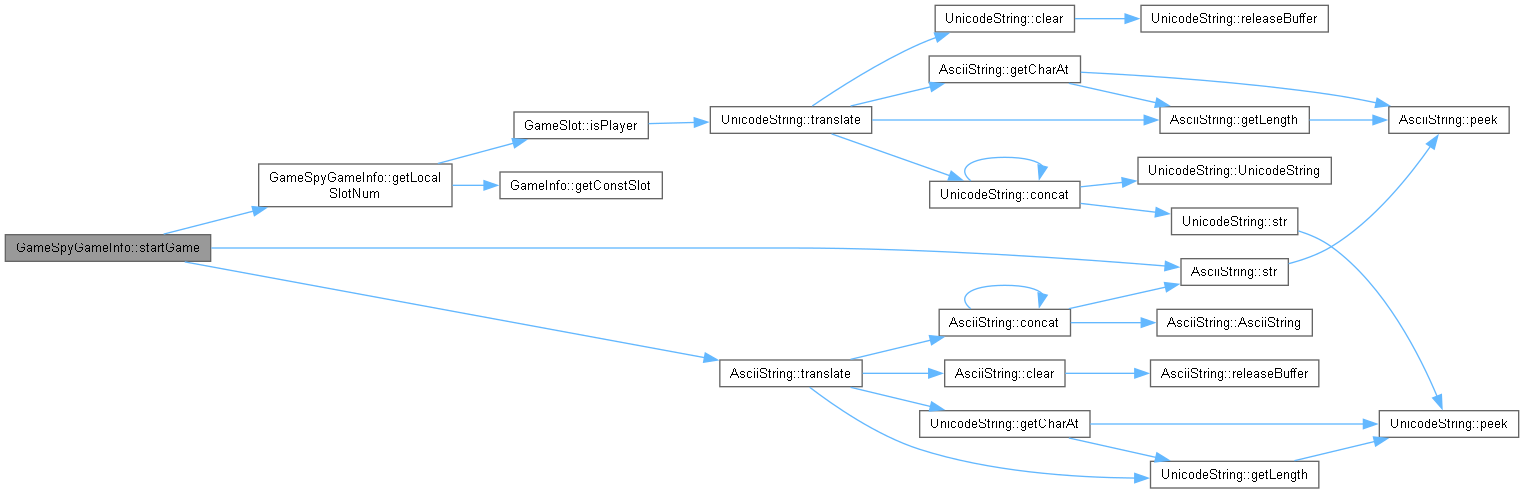 UnicodeString::clear
UnicodeString::releaseBuffer
AsciiString::getCharAt
GameSlot::isPlayer
UnicodeString::translate
AsciiString::getLength
AsciiString::peek
GameSpyGameInfo::getLocal
SlotNum
GameInfo::getConstSlot
UnicodeString::concat
UnicodeString::UnicodeString
UnicodeString::str
GameSpyGameInfo::startGame
AsciiString::str
AsciiString::concat
AsciiString::AsciiString
AsciiString::translate
AsciiString::clear
AsciiString::releaseBuffer
UnicodeString::getCharAt
UnicodeString::peek
UnicodeString::getLength